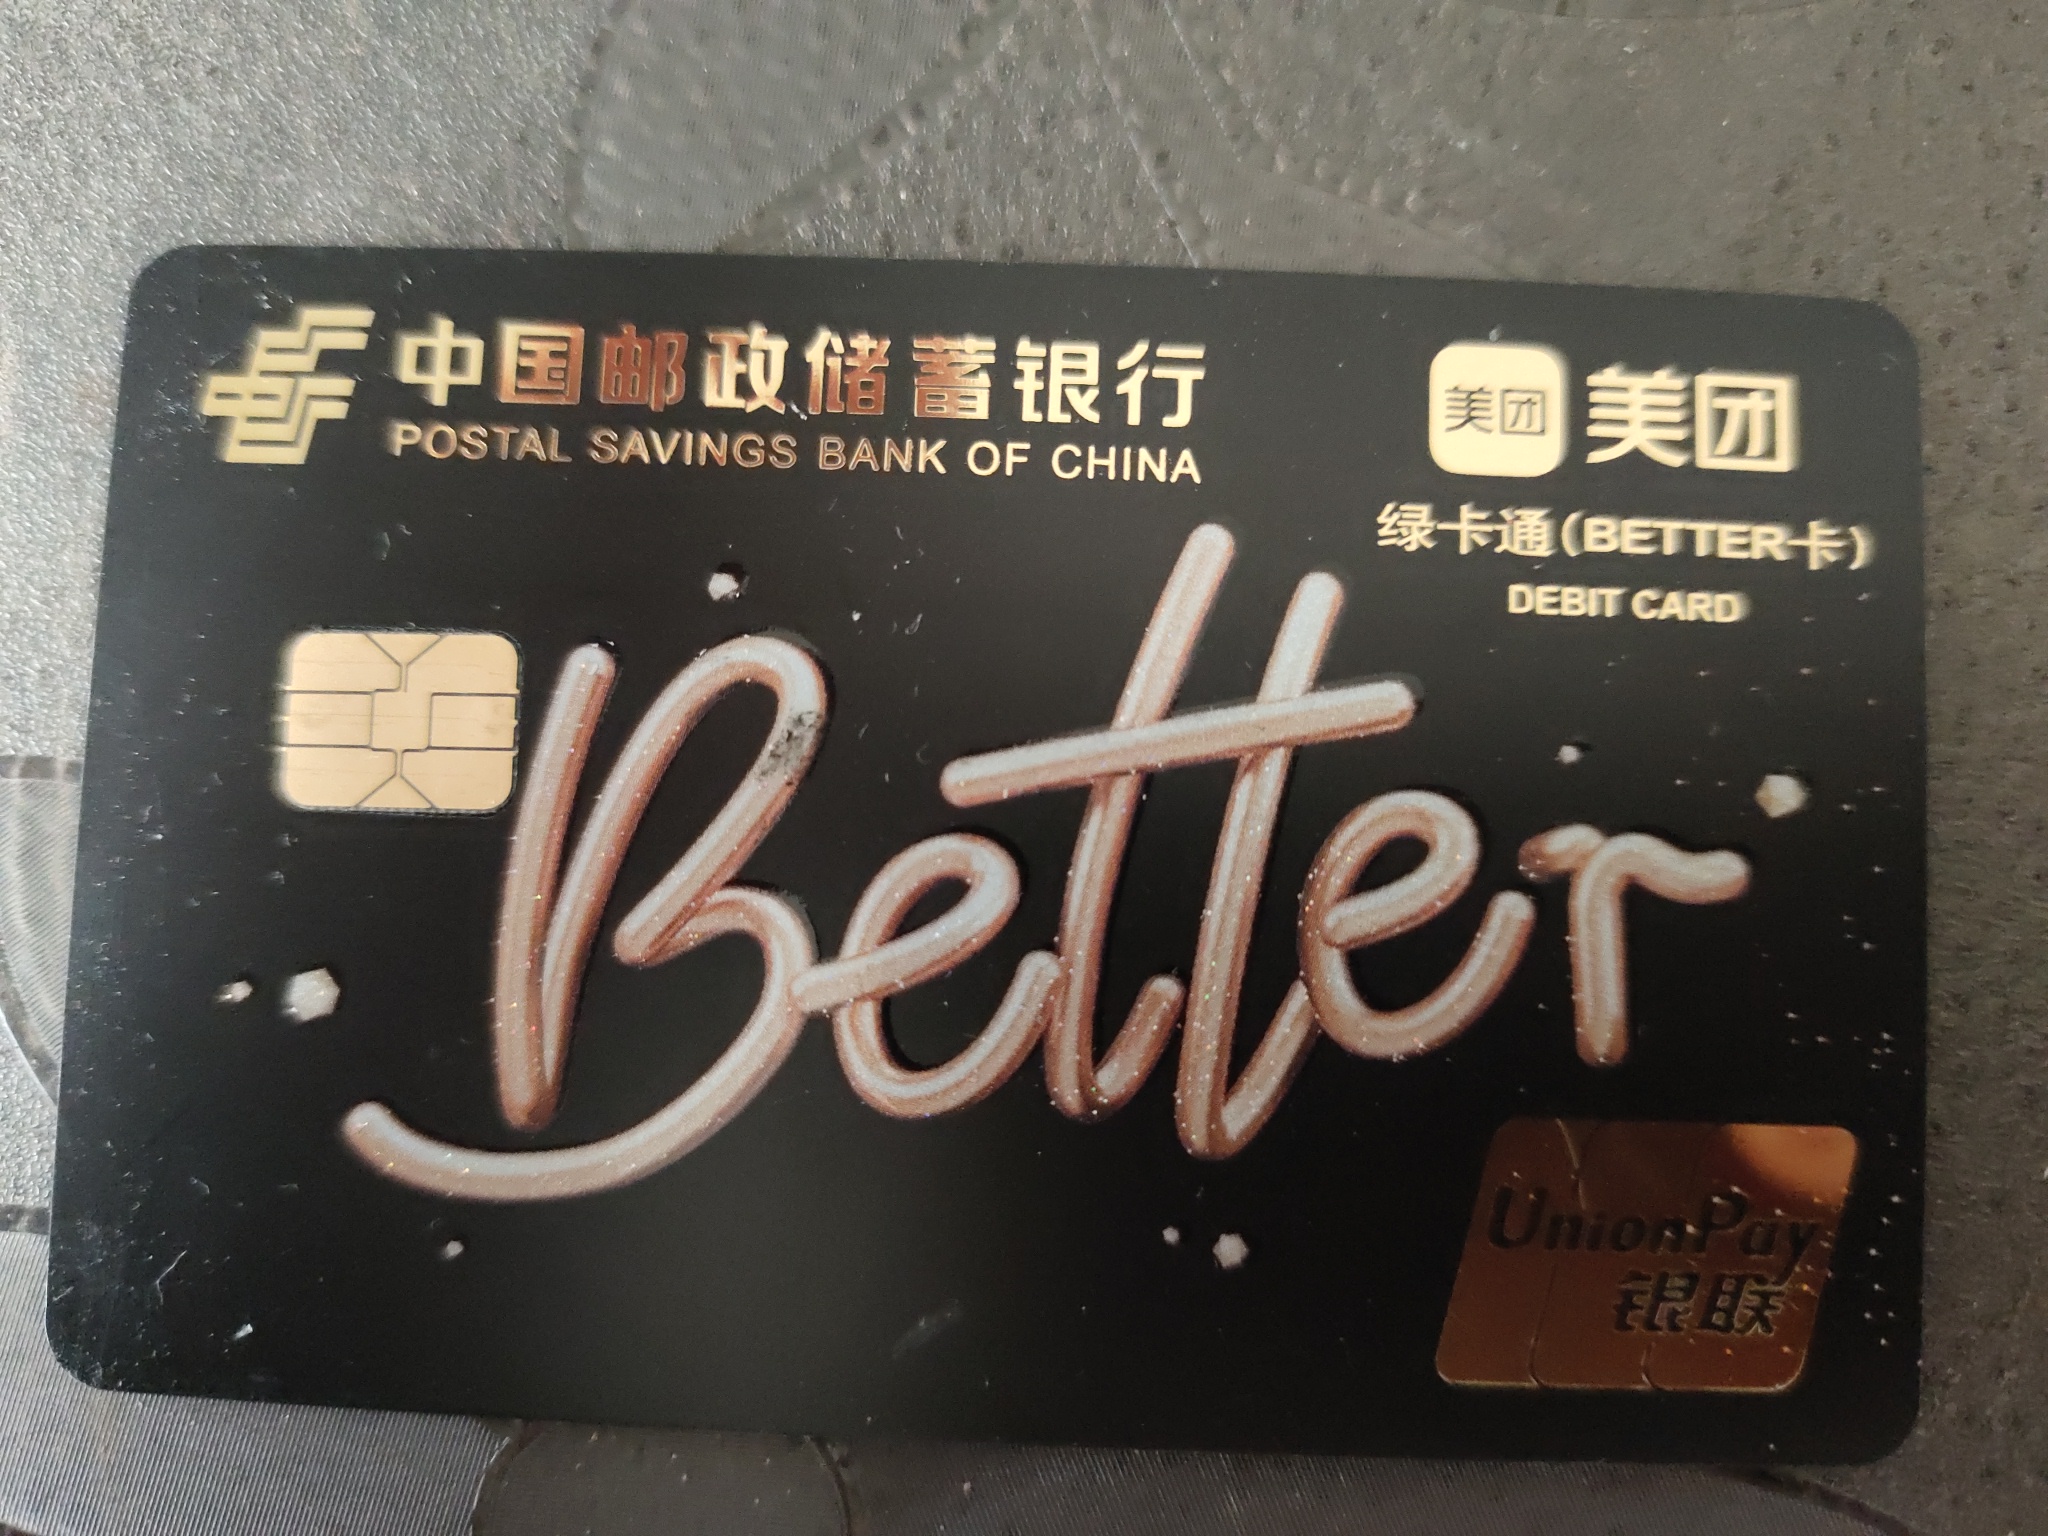 中国邮政储蓄银行
POSTAL SAVINGS BANK OF CHINA
美团 美团
绿卡通(BETTER卡)
DEBIT CARD
Better
UnionPay
银联